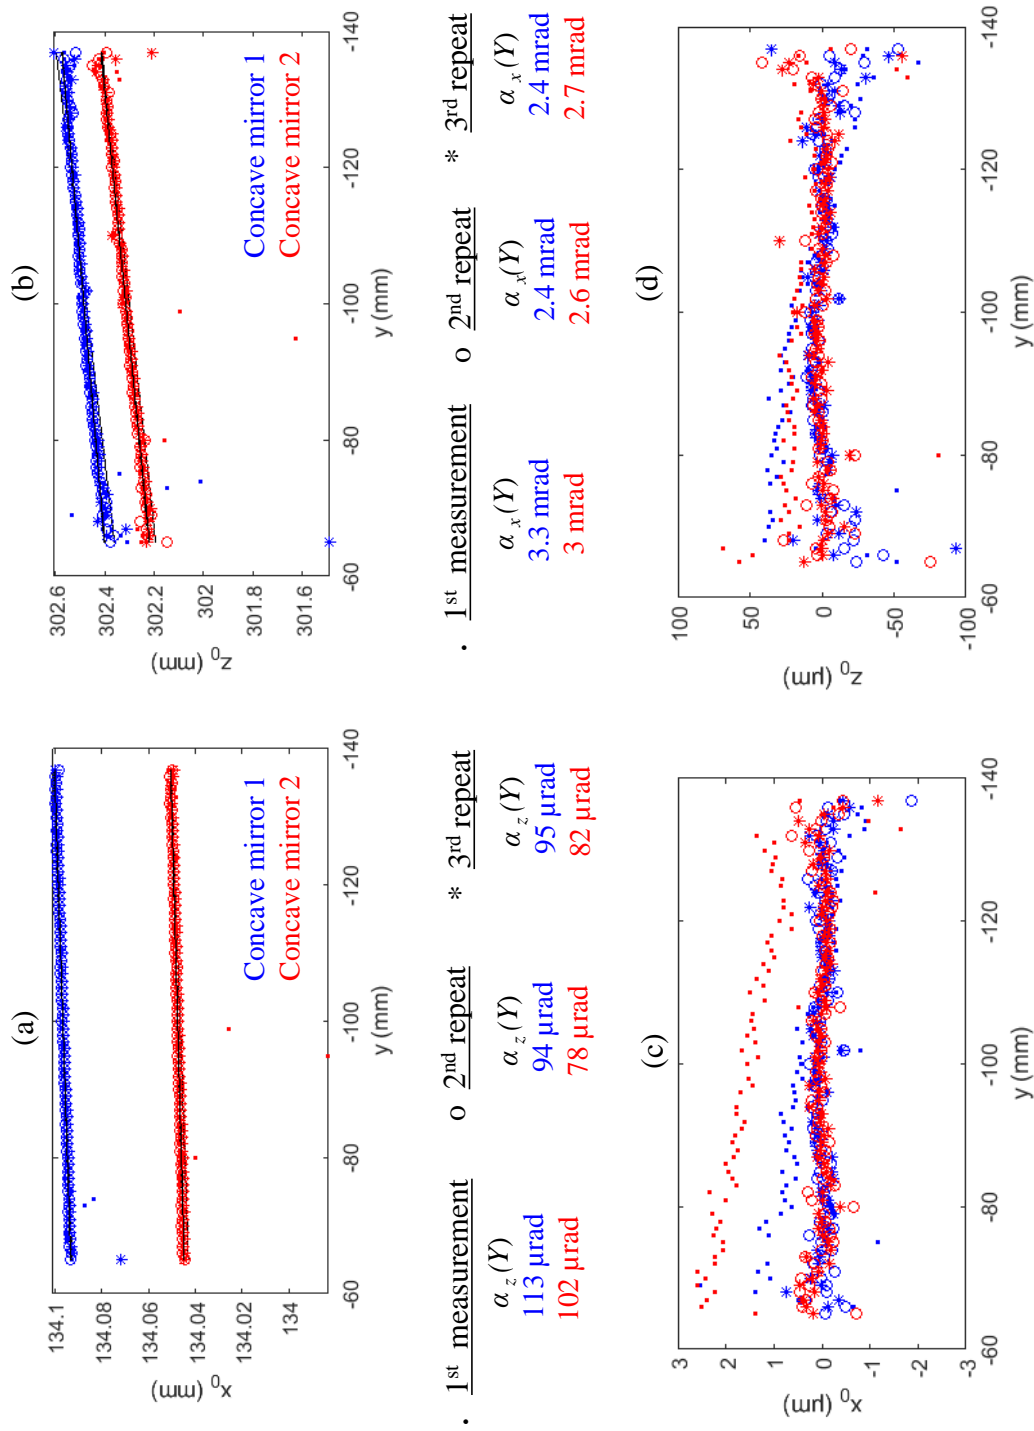 (a)
134.1
134.08
134.06
134.04
134.02
134
x₀ (mm)
-60
-80
-100
-120
-140
y (mm)
Concave mirror 1
Concave mirror 2
(b)
302.6
302.4
302.2
302
301.8
301.6
z₀ (mm)
-60
-80
-100
-120
-140
y (mm)
Concave mirror 1
Concave mirror 2
. 1st measurement o 2nd repeat * 3rd repeat
α_z(Y) α_z(Y) α_z(Y)
113 μrad 94 μrad 95 μrad
102 μrad 78 μrad 82 μrad
. 1st measurement o 2nd repeat * 3rd repeat
α_x(Y) α_x(Y) α_x(Y)
3.3 mrad 2.4 mrad 2.4 mrad
3 mrad 2.6 mrad 2.7 mrad
(c)
3
2
1
0
-1
-2
-3
x₀ (μm)
-60
-80
-100
-120
-140
y (mm)
(d)
100
50
0
-50
-100
z₀ (μm)
-60
-80
-100
-120
-140
y (mm)